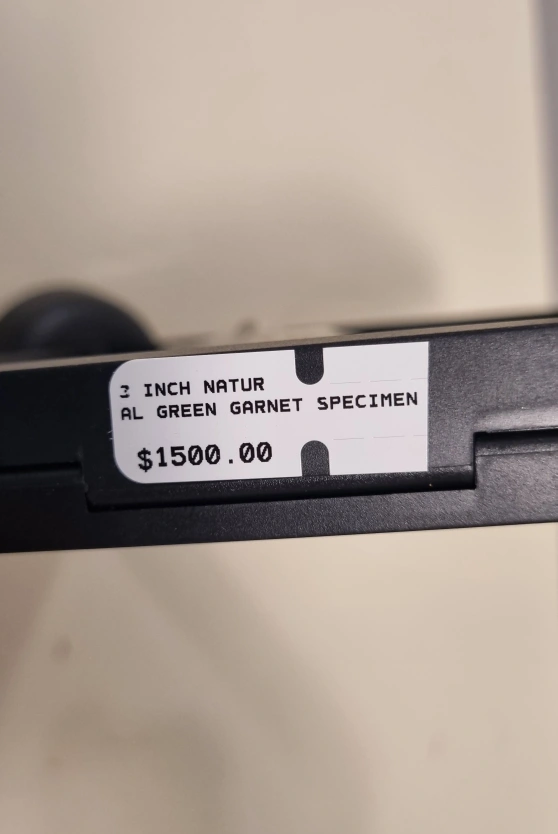 3 INCH NATUR
AL GREEN GARNET SPECIMEN
$1500.00